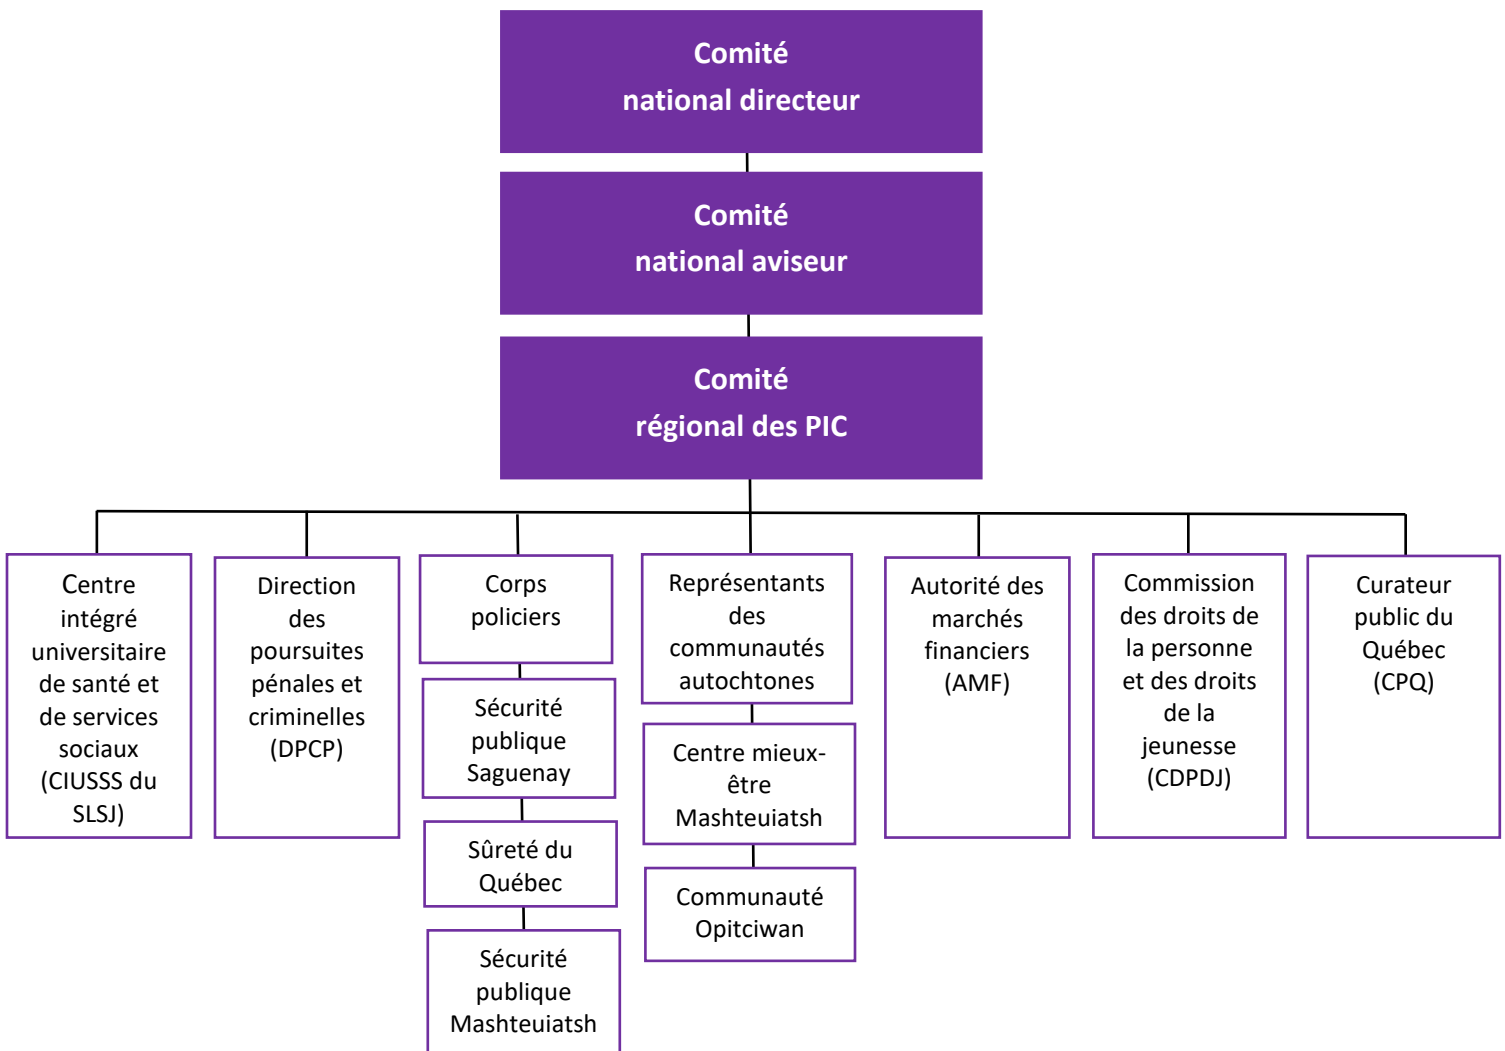 Comité
national directeur
Comité
national aviseur
Comité
régional des PIC
Centre
intégré
universitaire
de santé et
de services
sociaux
(CIUSSS du
SLSJ)
Direction
des
poursuites
pénales et
criminelles
(DPCP)
Corps
policiers
Sécurité
publique
Saguenay
Sûreté du
Québec
Sécurité
publique
Mashteuiatsh
Représentants
des
communautés
autochtones
Centre mieux-
être
Mashteuiatsh
Communauté
Opitciwan
Autorité des
marchés
financiers
(AMF)
Commission
des droits de
la personne
et des droits
de la
jeunesse
(CDPDJ)
Curateur
public du
Québec
(CPQ)